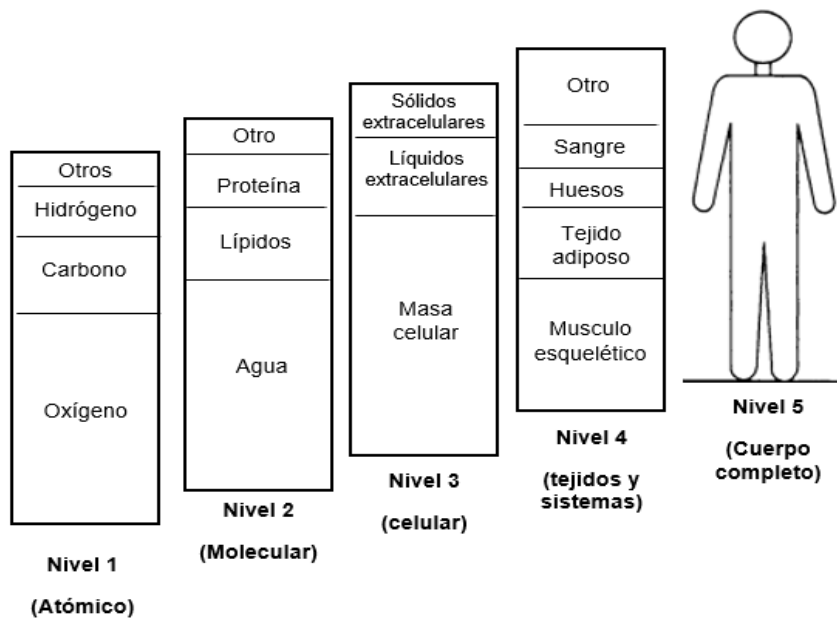 Otros
Hidrógeno
Carbono
Oxígeno
Nivel 1
(Atómico)
Otro
Proteína
Lípidos
Agua
Nivel 2
(Molecular)
Sólidos
extracelulares
Líquidos
extracelulares
Masa
celular
Nivel 3
(celular)
Otro
Sangre
Huesos
Tejido
adiposo
Musculo
esquelético
Nivel 4
(tejidos y
sistemas)
Nivel 5
(Cuerpo
completo)